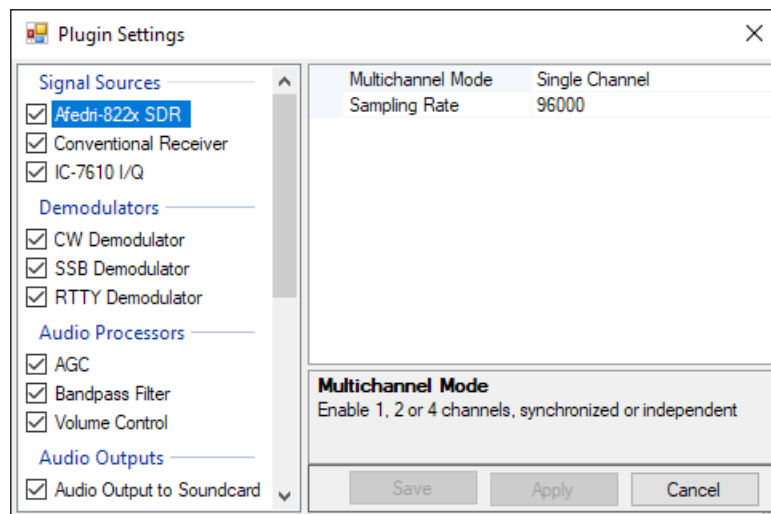 Plugin Settings
Signal Sources
Afedri-822x SDR
Conventional Receiver
IC-7610 I/Q
Demodulators
CW Demodulator
SSB Demodulator
RTTY Demodulator
Audio Processors
AGC
Bandpass Filter
Volume Control
Audio Outputs
Audio Output to Soundcard
Multichannel Mode Single Channel
Sampling Rate 96000
Multichannel Mode
Enable 1, 2 or 4 channels, synchronized or independent
Save Apply Cancel